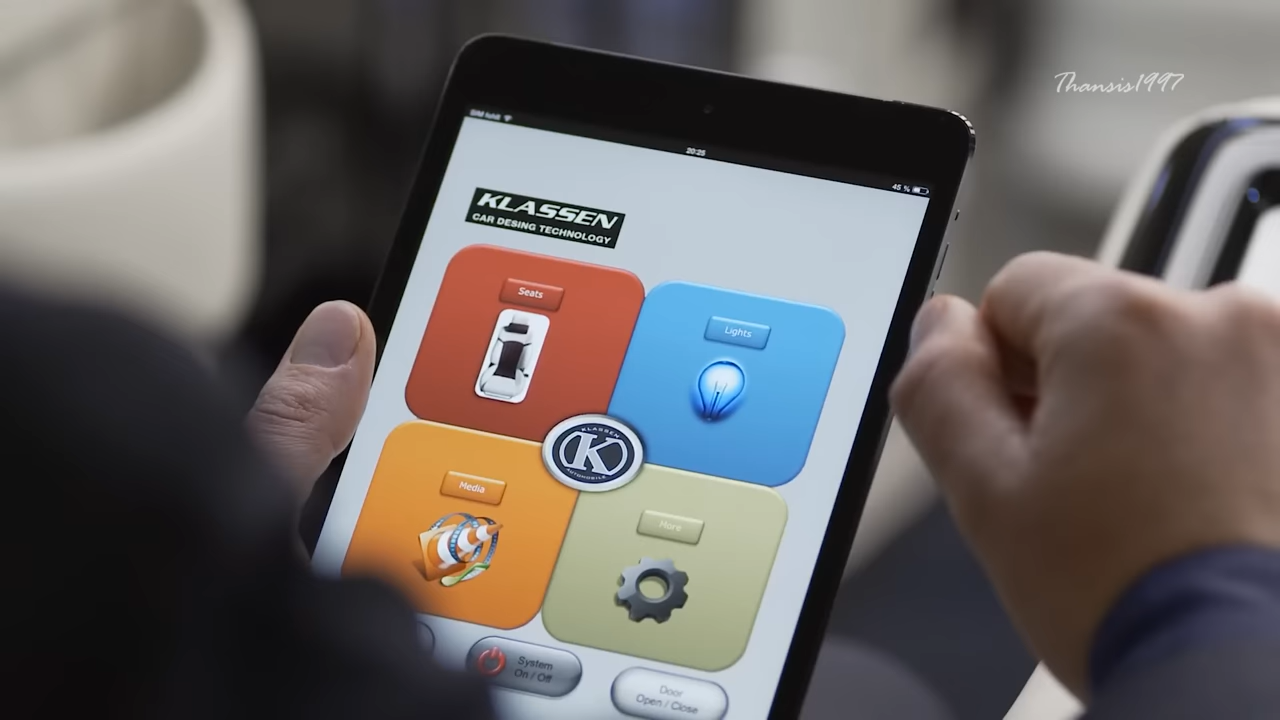 Thansis1997
20:25
45 %
KLASSEN
CAR DESING TECHNOLOGY
Seats
Lights
KLASSEN
K
AUTOMOBILE
Media
More
System
On / Off
Door
Open / Close